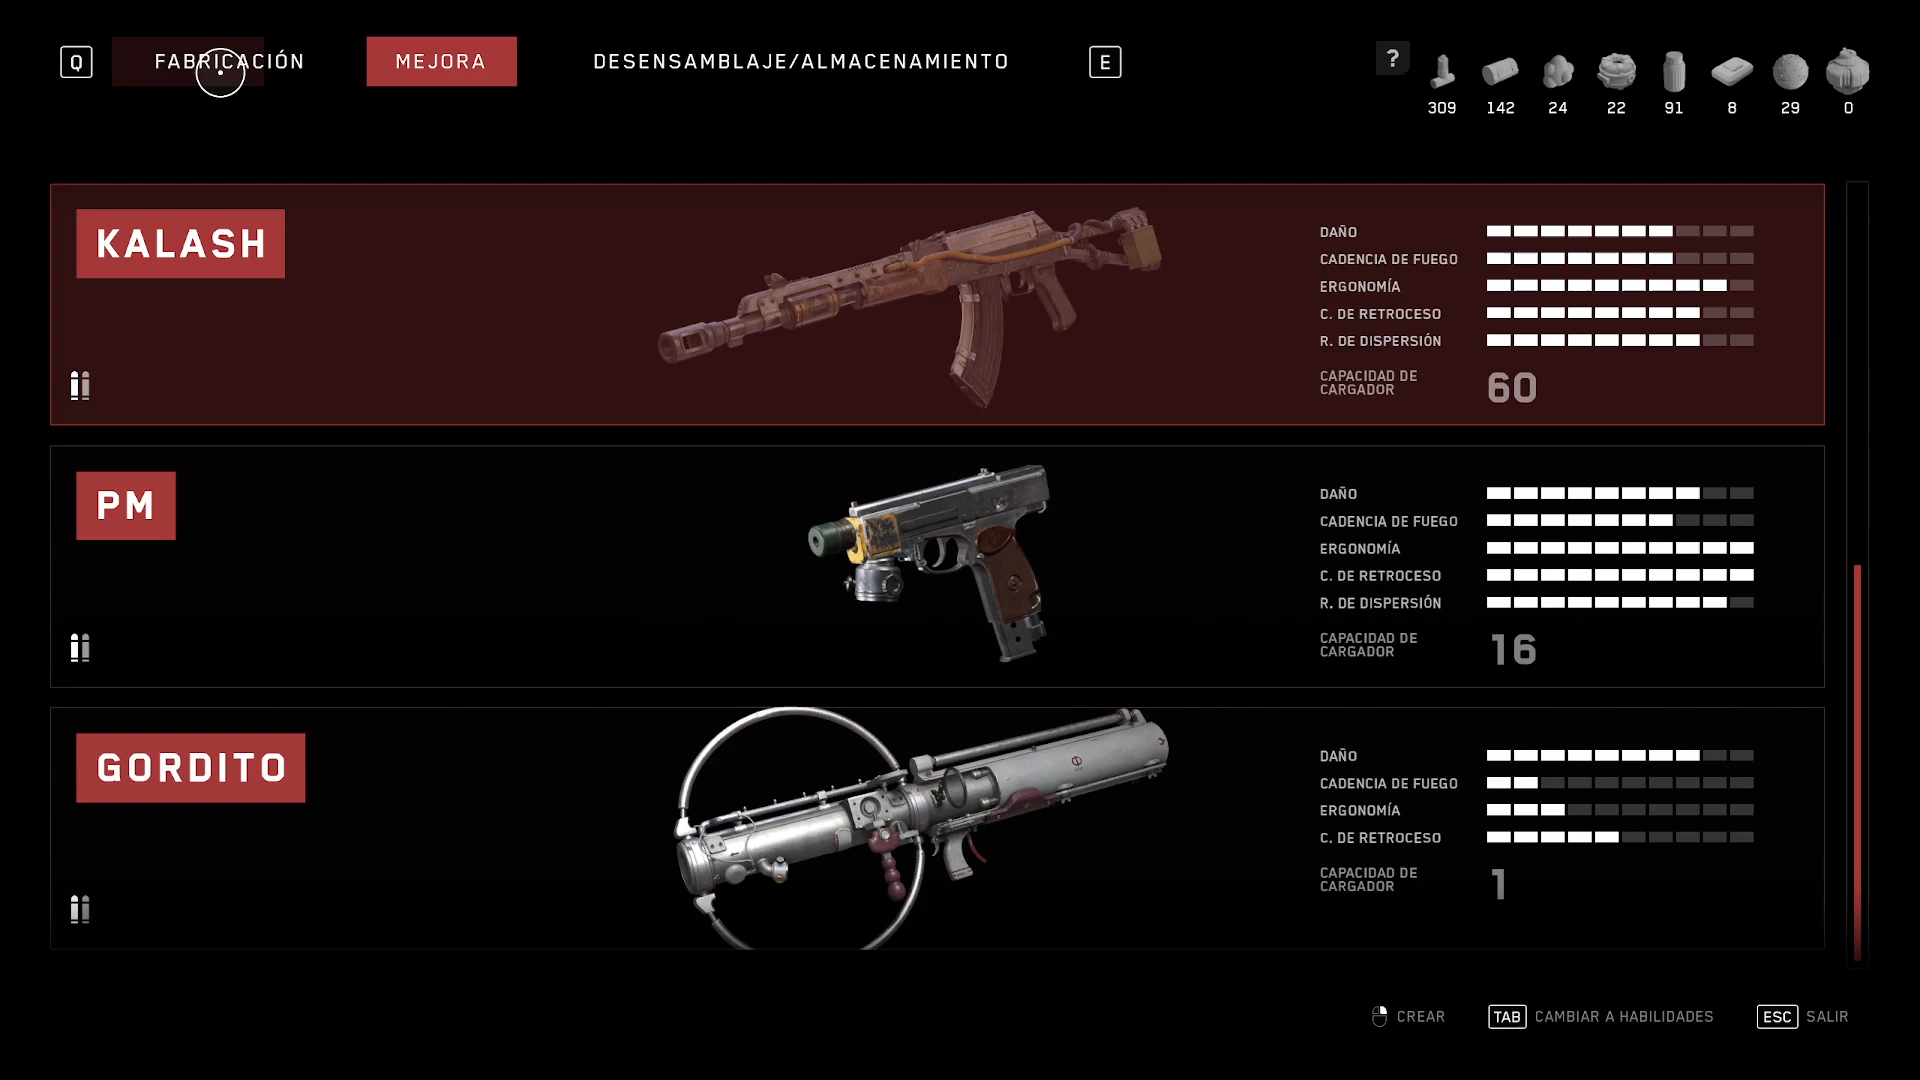 Q FABRICACIÓN MEJORA DESENSAMBLAJE/ALMACENAMIENTO E ?
309 142 24 22 91 8 29 0
KALASH
DAÑO
CADENCIA DE FUEGO
ERGONOMÍA
C. DE RETROCESO
R. DE DISPERSIÓN
CAPACIDAD DE
CARGADOR
60
PM
DAÑO
CADENCIA DE FUEGO
ERGONOMÍA
C. DE RETROCESO
R. DE DISPERSIÓN
CAPACIDAD DE
CARGADOR
16
GORDITO
DAÑO
CADENCIA DE FUEGO
ERGONOMÍA
C. DE RETROCESO
CAPACIDAD DE
CARGADOR
1
CREAR TAB CAMBIAR A HABILIDADES ESC SALIR